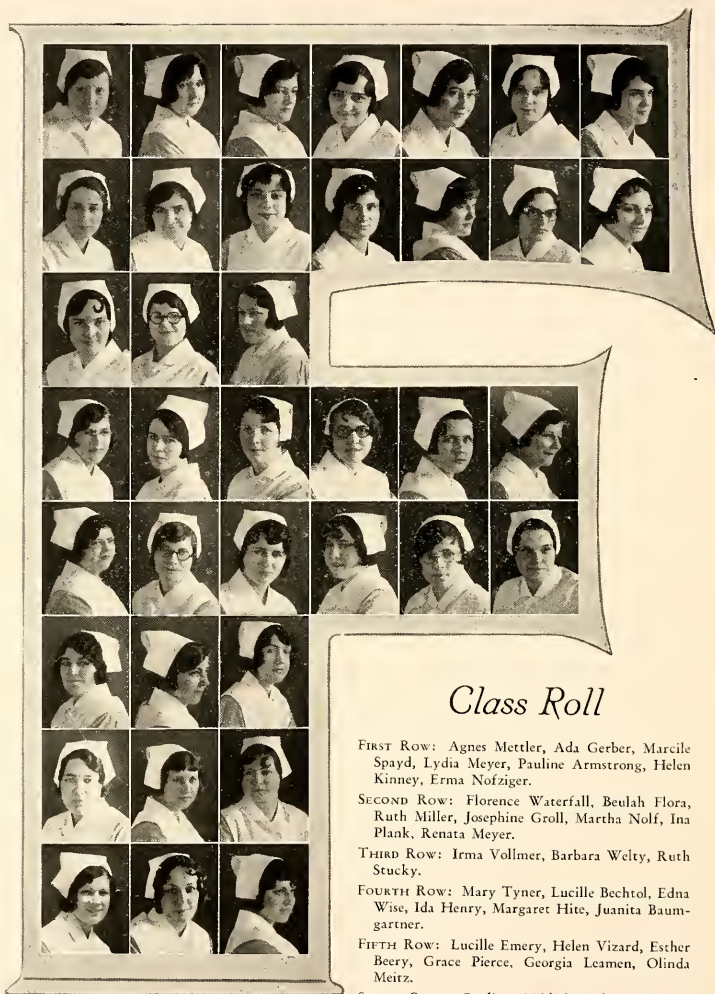 Class Roll
First Row: Agnes Mettler, Ada Gerber, Marcile
Spayd, Lydia Meyer, Pauline Armstrong, Helen
Kinney, Erma Nofziger.
Second Row: Florence Waterfall, Beulah Flora,
Ruth Miller, Josephine Groll, Martha Nolf, Ina
Plank, Renata Meyer.
Third Row: Irma Vollmer, Barbara Welty, Ruth
Stucky.
Fourth Row: Mary Tyner, Lucille Bechtol, Edna
Wise, Ida Henry, Margaret Hite, Juanita Baum-
gartner.
Fifth Row: Lucille Emery, Helen Vizard, Esther
Beery, Grace Pierce, Georgia Leamen, Olinda
Meitz.